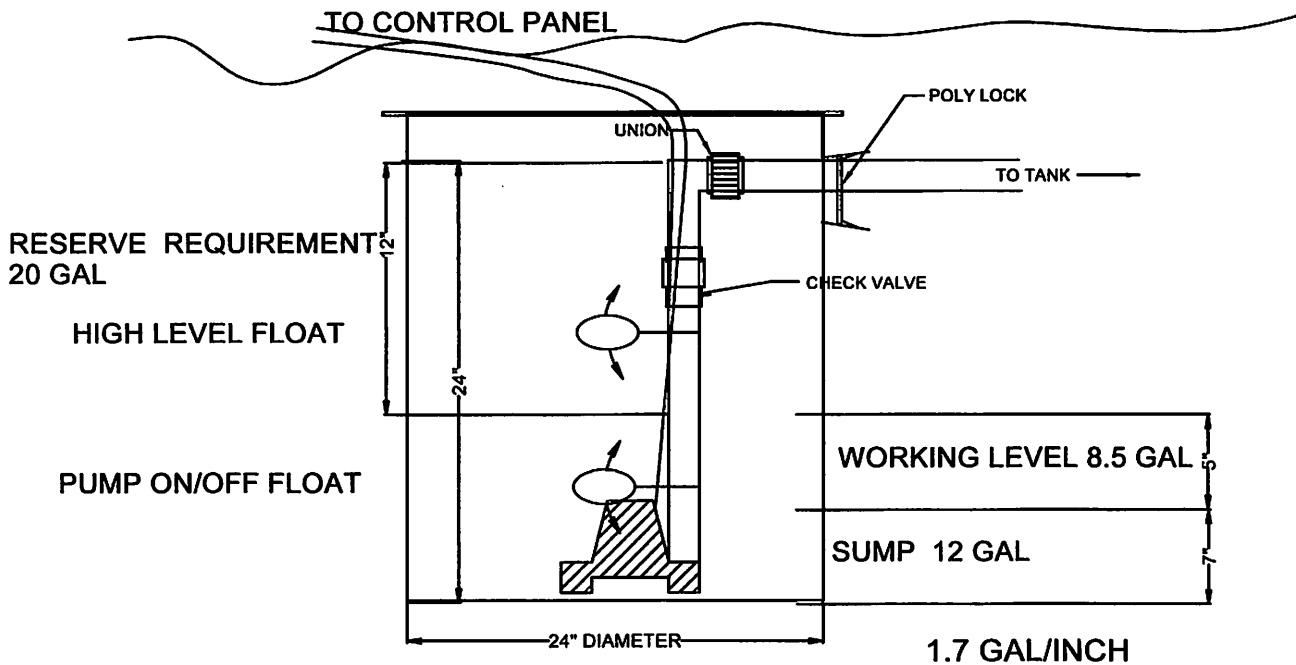 TO CONTROL PANEL
POLY LOCK
UNION
TO TANK
RESERVE REQUIREMENT
20 GAL
12"
CHECK VALVE
HIGH LEVEL FLOAT
24"
PUMP ON/OFF FLOAT
WORKING LEVEL 8.5 GAL
5"
SUMP 12 GAL
7"
24" DIAMETER
1.7 GAL/INCH